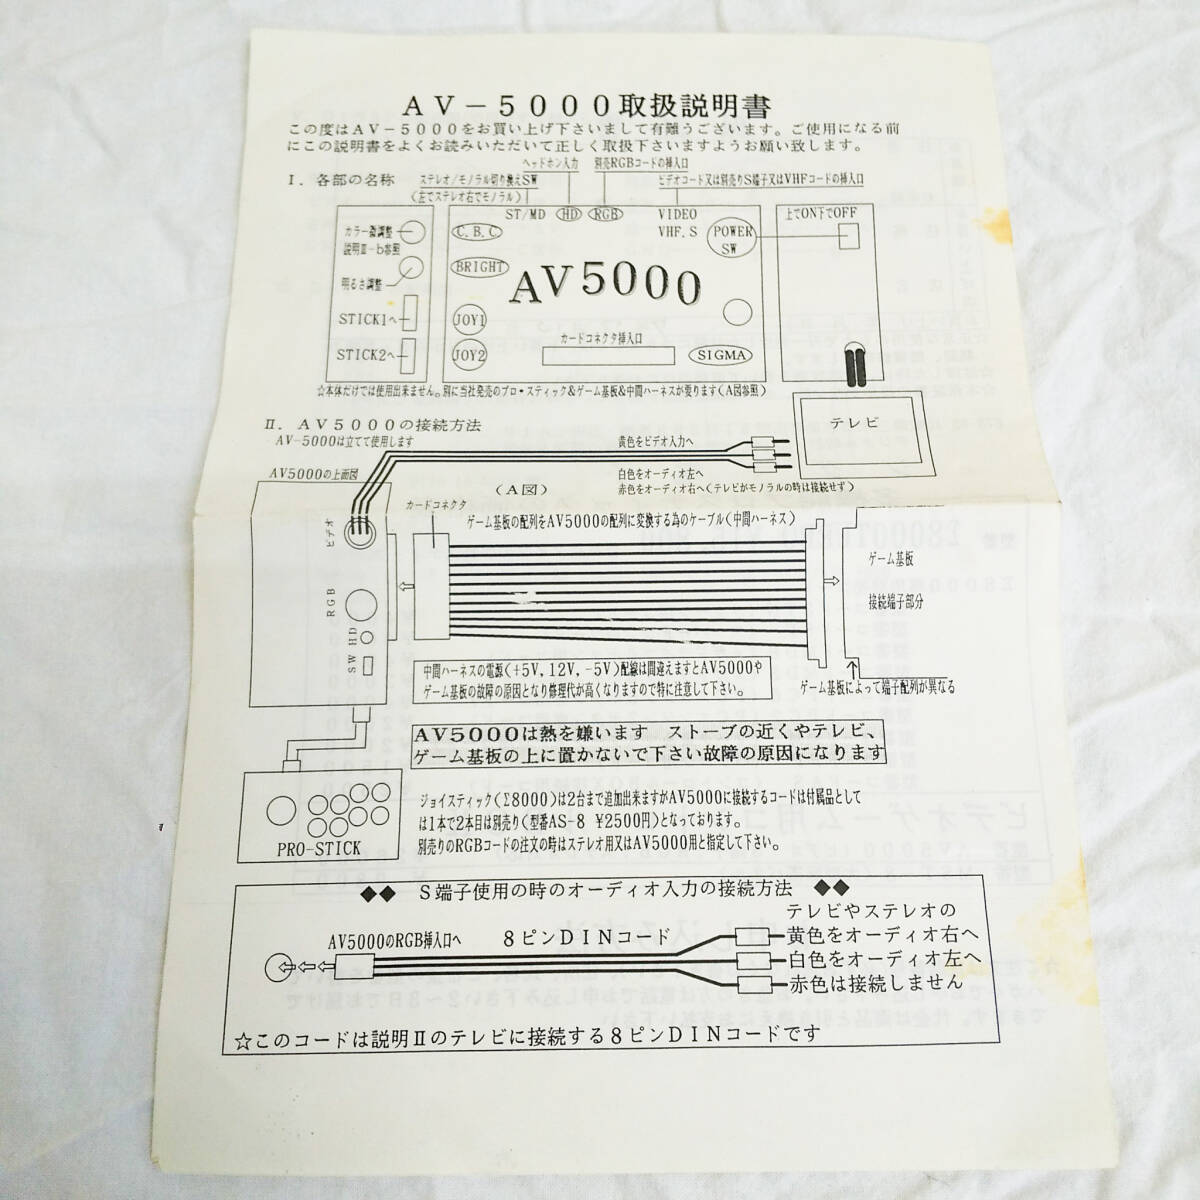 AV－5000取扱説明書
この度はAV－5000をお買い上げ下さいまして有難うございます。ご使用になる前
にこの説明書をよくお読みいただいて正しく取扱下さいますようお願い致します。
I．各部の名称
ステレオ/モノラル切り換えSW
(左でステレオ右でモノラル)
ヘッドホン入力
別売RGBコードの挿入口
ビデオコード又は別売りS端子又はVHFコードの挿入口
カラー微調整
説明Ⅱ－b参照
明るさ調整
STICK1へ
STICK2へ
ST/MD
HD
RGB
VIDEO
VHF.S
C.B.C
BRIGHT
POWER
SW
AV5000
JOY1
JOY2
カードコネクタ挿入口
SIGMA
上でON下でOFF
☆本体だけでは使用出来ません。別に当社発売のプロ・スティック&ゲーム基板&中間ハーネスが要ります(A図参照)
Ⅱ．AV5000の接続方法
AV-5000は立てて使用します
AV5000の上面図
黄色をビデオ入力へ
白色をオーディオ左へ
赤色をオーディオ右へ(テレビがモノラルの時は接続せず)
テレビ
(A図)
カードコネクタ
ゲーム基板の配列をAV5000の配列に変換する為のケーブル(中間ハーネス)
ビデオ
RGB
HD
SW
ゲーム基板
接続端子部分
ゲーム基板によって端子配列が異なる
中間ハーネスの電源(+5V, 12V, -5V)配線は間違えますとAV5000や
ゲーム基板の故障の原因となり修理代が高くなりますので特に注意して下さい。
AV5000は熱を嫌います　ストーブの近くやテレビ、
ゲーム基板の上に置かないで下さい故障の原因になります
PRO-STICK
ジョイスティック(Σ8000)は2台まで追加出来ますがAV5000に接続するコードは付属品として
は1本で2本目は別売り(型番AS-8 ¥2500円)となっております。
別売りのRGBコードの注文の時はステレオ用又はAV5000用と指定して下さい。
◆◆　S端子使用の時のオーディオ入力の接続方法　◆◆
AV5000のRGB挿入口へ
8ピンDINコード
テレビやステレオの
黄色をオーディオ右へ
白色をオーディオ左へ
赤色は接続しません
☆このコードは説明Ⅱのテレビに接続する8ピンDINコードです